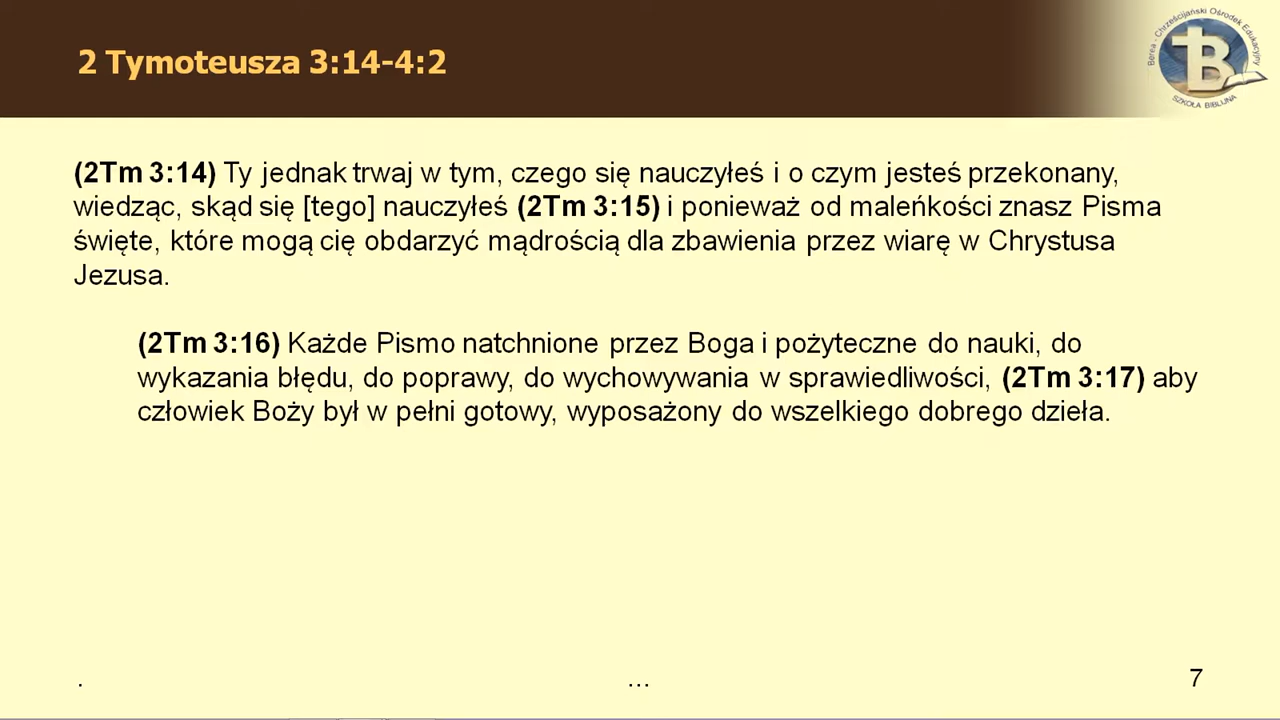 2 Tymoteusza 3:14-4:2
Berea - Chrześcijański Ośrodek Edukacyjny
B
SZKOŁA BIBLIJNA
(2Tm 3:14) Ty jednak trwaj w tym, czego się nauczyłeś i o czym jesteś przekonany,
wiedząc, skąd się [tego] nauczyłeś (2Tm 3:15) i ponieważ od maleńkości znasz Pisma
święte, które mogą cię obdarzyć mądrością dla zbawienia przez wiarę w Chrystusa
Jezusa.
(2Tm 3:16) Każde Pismo natchnione przez Boga i pożyteczne do nauki, do
wykazania błędu, do poprawy, do wychowywania w sprawiedliwości, (2Tm 3:17) aby
człowiek Boży był w pełni gotowy, wyposażony do wszelkiego dobrego dzieła.
. ... 7